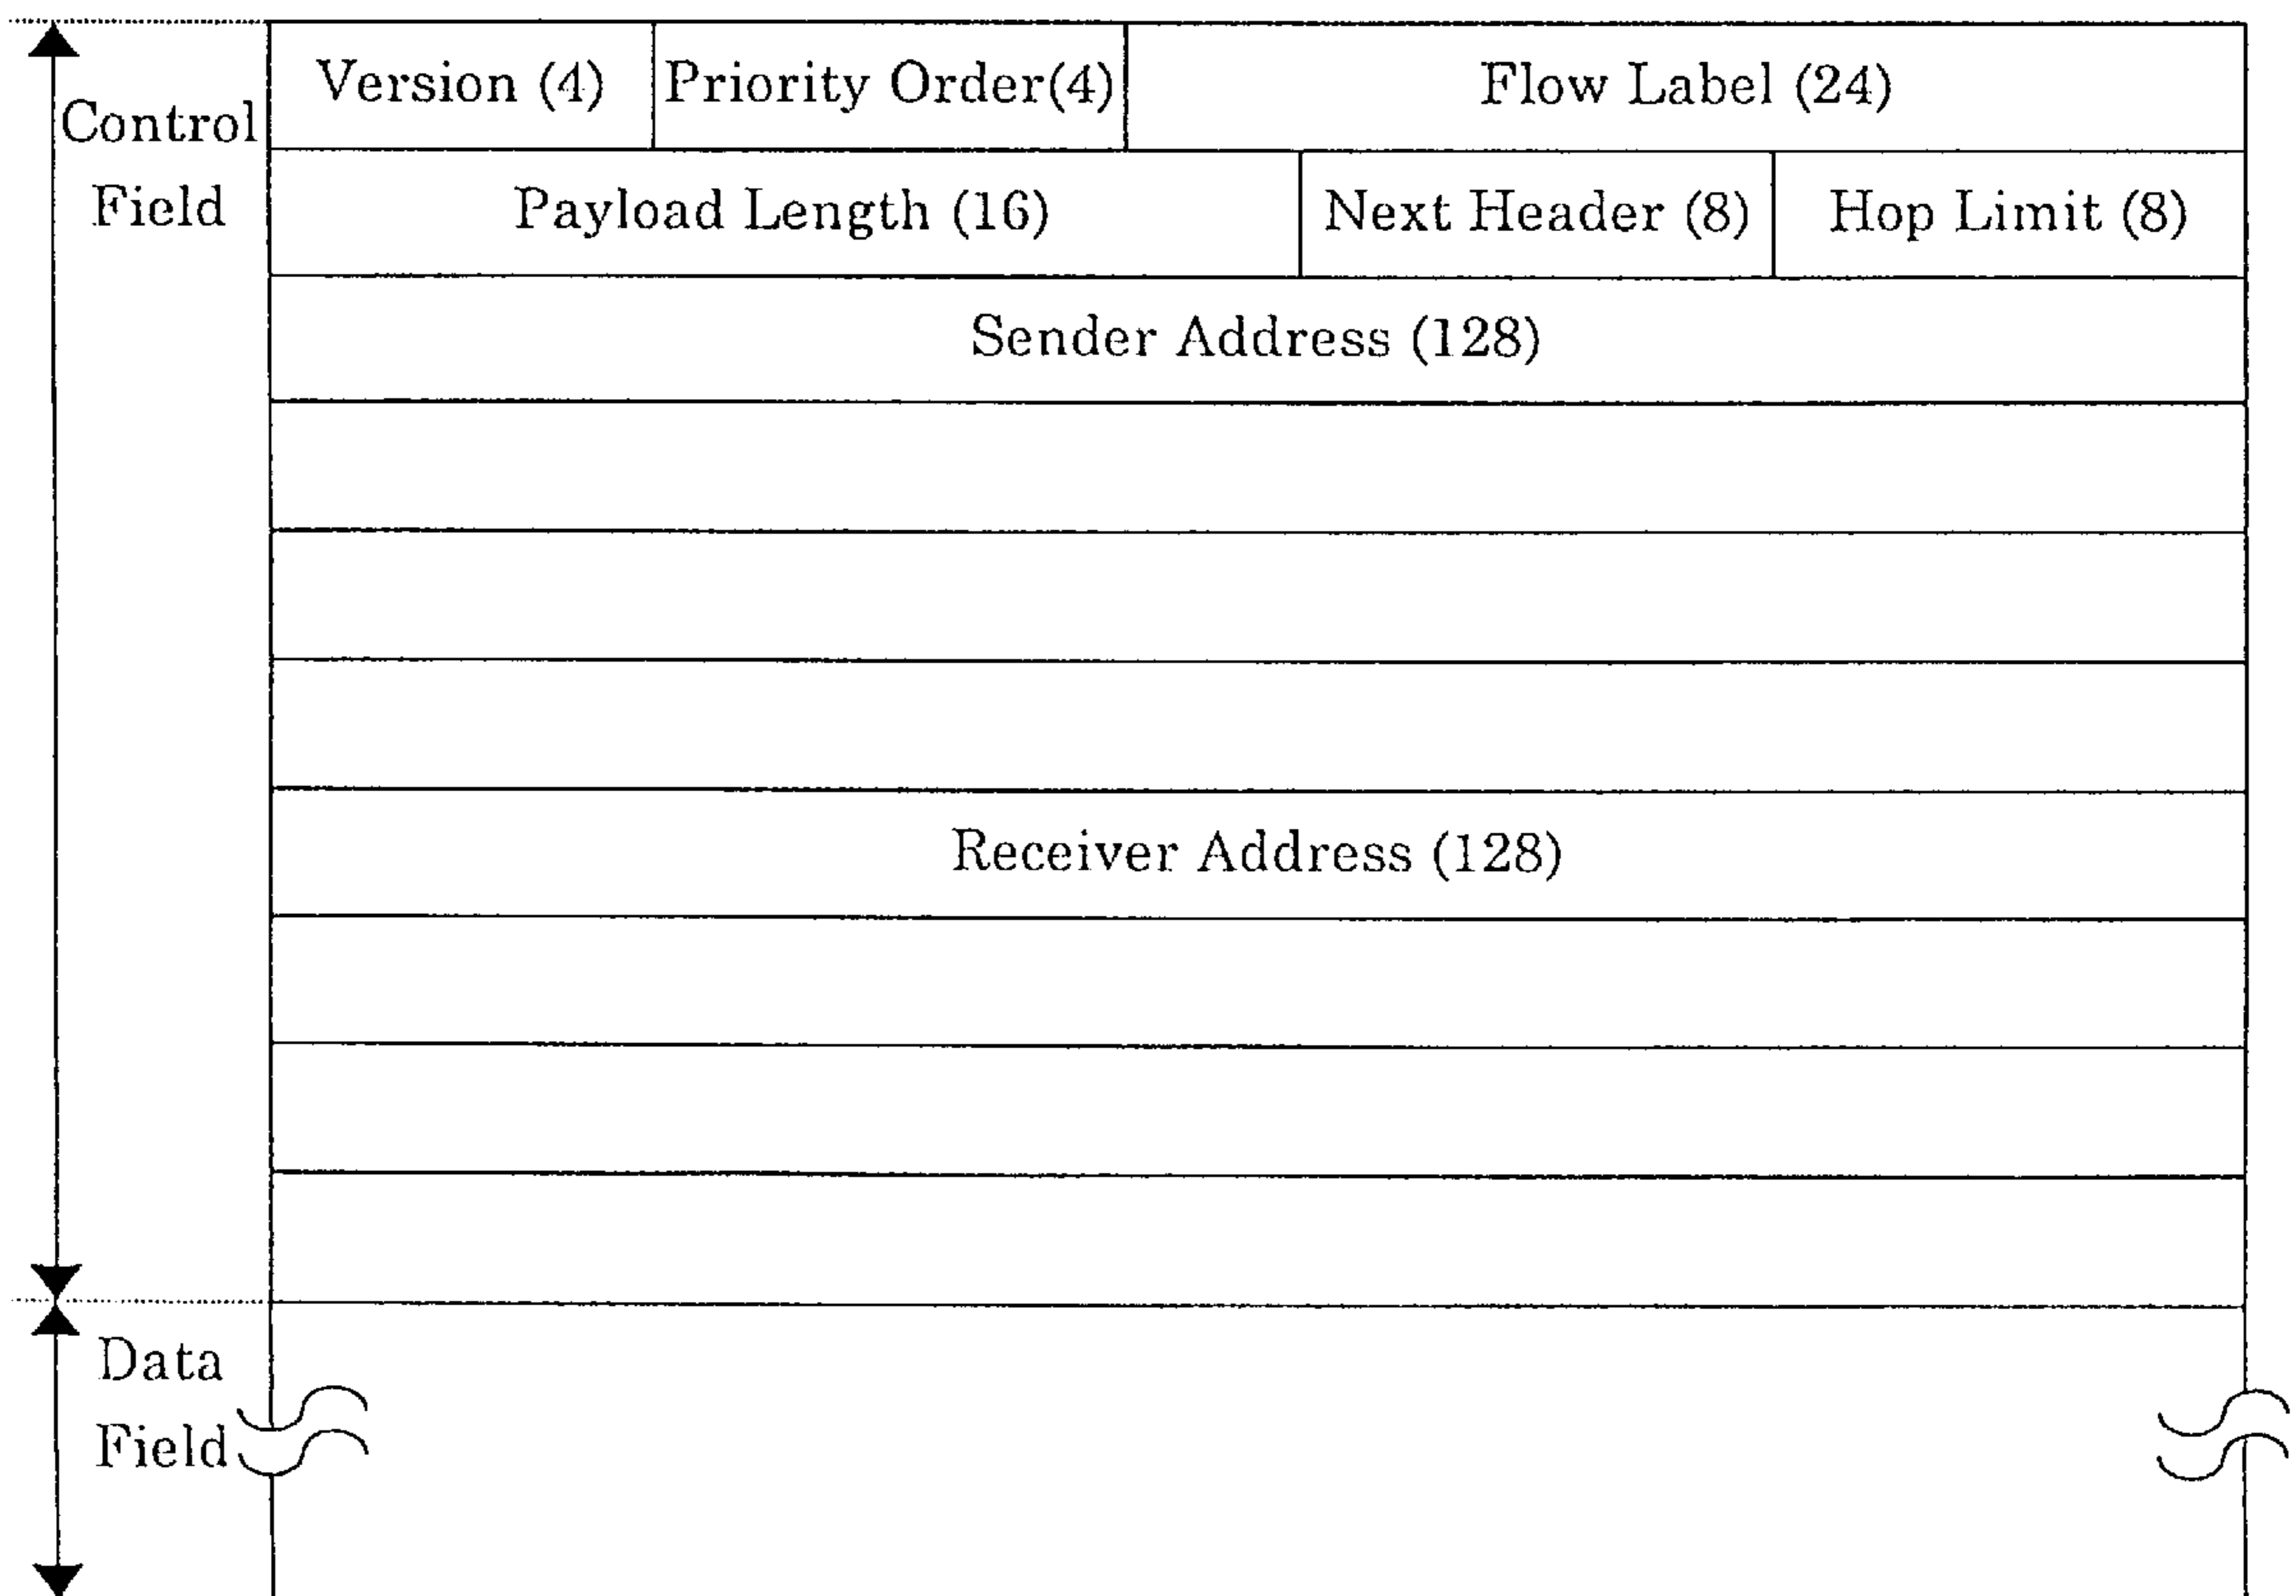 Version (4) Priority Order(4) Flow Label (24)
Control
Field
Payload Length (16) Next Header (8) Hop Limit (8)
Sender Address (128)
Receiver Address (128)
Data
Field